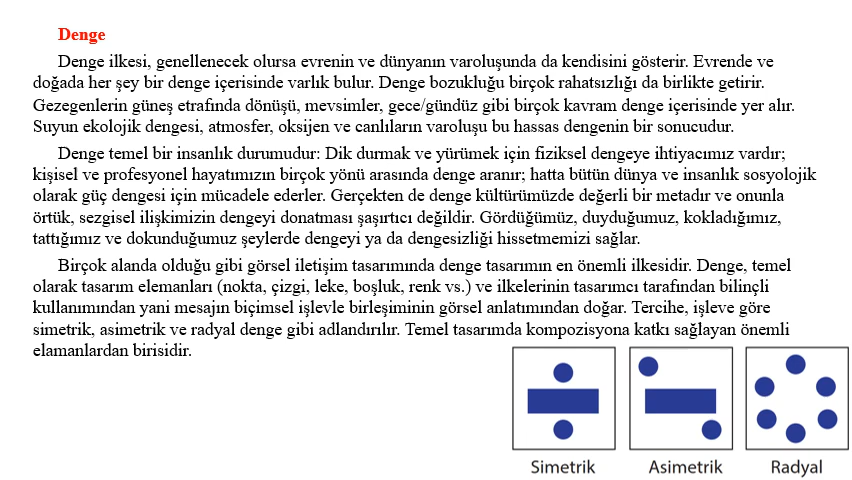 Denge
Denge ilkesi, genellenecek olursa evrenin ve dünyanın varoluşunda da kendisini gösterir. Evrende ve
doğada her şey bir denge içerisinde varlık bulur. Denge bozukluğu birçok rahatsızlığı da birlikte getirir.
Gezegenlerin güneş etrafında dönüşü, mevsimler, gece/gündüz gibi birçok kavram denge içerisinde yer alır.
Suyun ekolojik dengesi, atmosfer, oksijen ve canlıların varoluşu bu hassas dengenin bir sonucudur.
Denge temel bir insanlık durumudur: Dik durmak ve yürümek için fiziksel dengeye ihtiyacımız vardır;
kişisel ve profesyonel hayatımızın birçok yönü arasında denge aranır; hatta bütün dünya ve insanlık sosyolojik
olarak güç dengesi için mücadele ederler. Gerçekten de denge kültürümüzde değerli bir metadır ve onunla
örtük, sezgisel ilişkimizin dengeyi donatması şaşırtıcı değildir. Gördüğümüz, duyduğumuz, kokladığımız,
tattığımız ve dokunduğumuz şeylerde dengeyi ya da dengesizliği hissetmemizi sağlar.
Birçok alanda olduğu gibi görsel iletişim tasarımında denge tasarımın en önemli ilkesidir. Denge, temel
olarak tasarım elemanları (nokta, çizgi, leke, boşluk, renk vs.) ve ilkelerinin tasarımcı tarafından bilinçli
kullanımından yani mesajın biçimsel işlevle birleşiminin görsel anlatımından doğar. Tercihe, işleve göre
simetrik, asimetrik ve radyal denge gibi adlandırılır. Temel tasarımda kompozisyona katkı sağlayan önemli
elamanlardan birisidir.
Simetrik Asimetrik Radyal